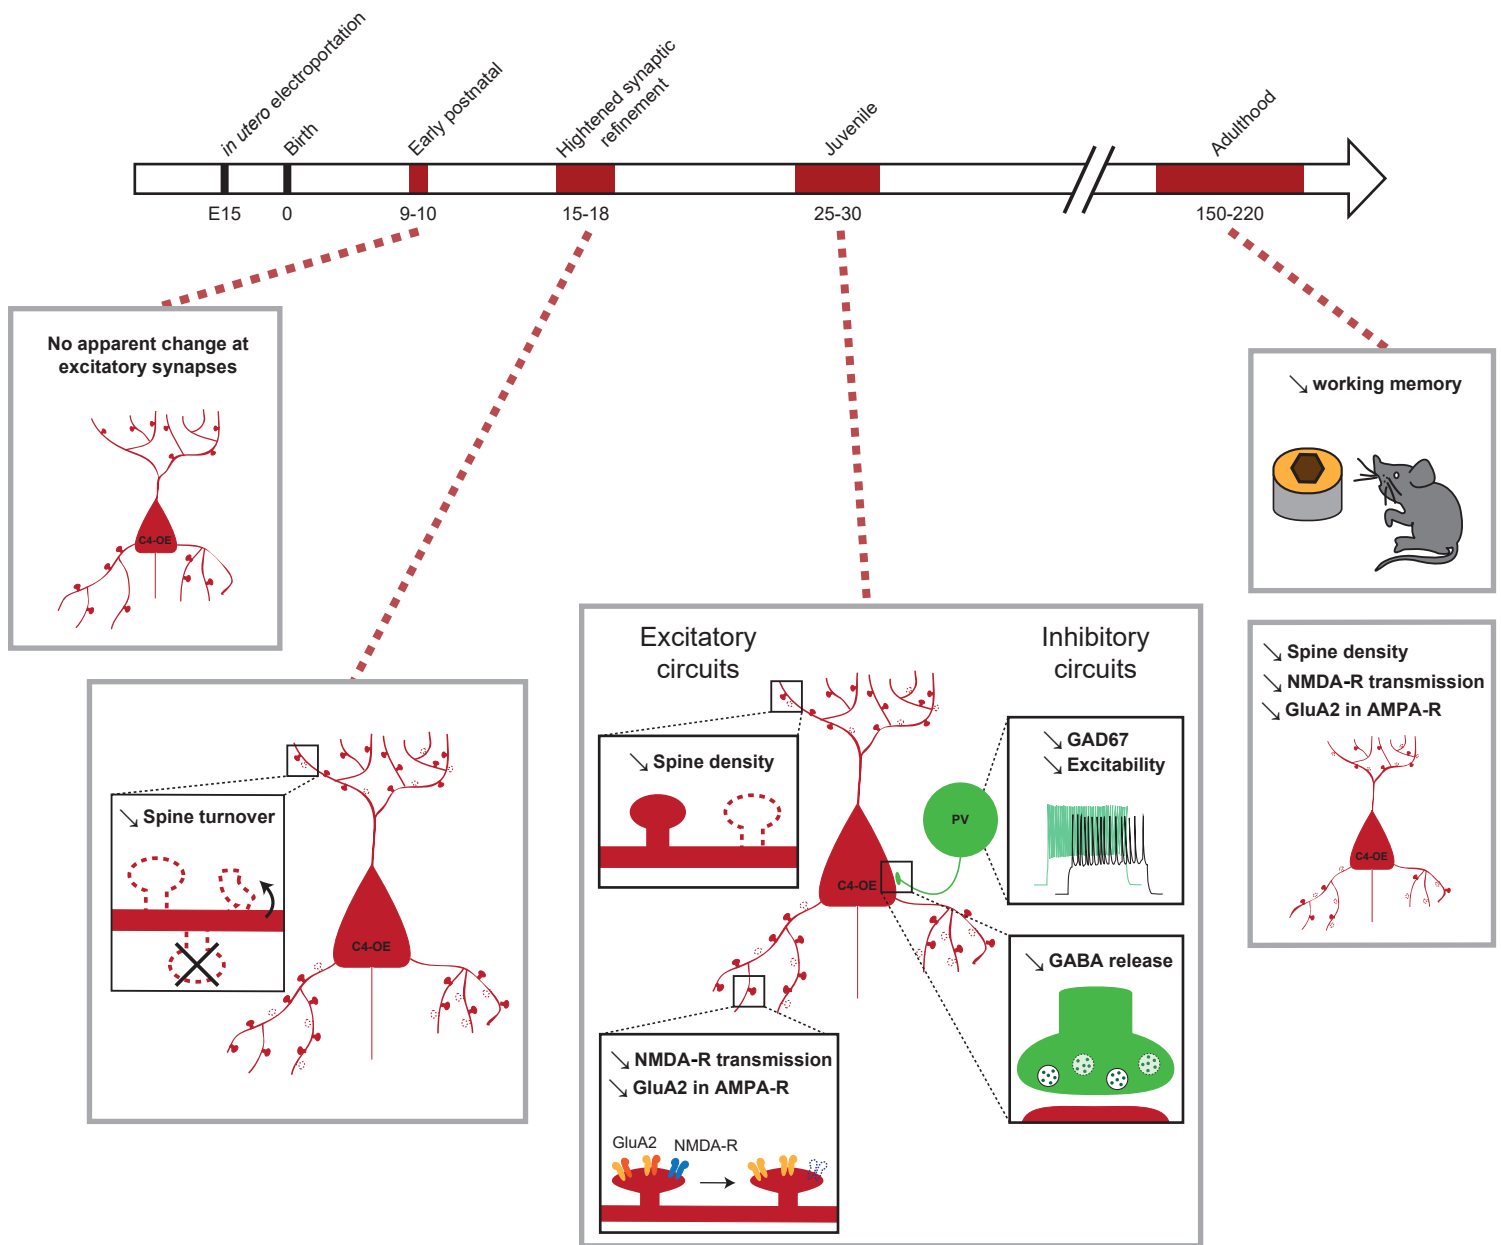 in utero electroportation
Birth
Early postnatal
Hightened synaptic
refinement
Juvenile
Adulthood
E15
0
9-10
15-18
25-30
150-220
No apparent change at
excitatory synapses
C4-OE
↘ Spine turnover
C4-OE
Excitatory
circuits
Inhibitory
circuits
↘ Spine density
↘ GAD67
↘ Excitability
PV
C4-OE
↘ GABA release
↘ NMDA-R transmission
↘ GluA2 in AMPA-R
GluA2
NMDA-R
↘ working memory
↘ Spine density
↘ NMDA-R transmission
↘ GluA2 in AMPA-R
C4-OE